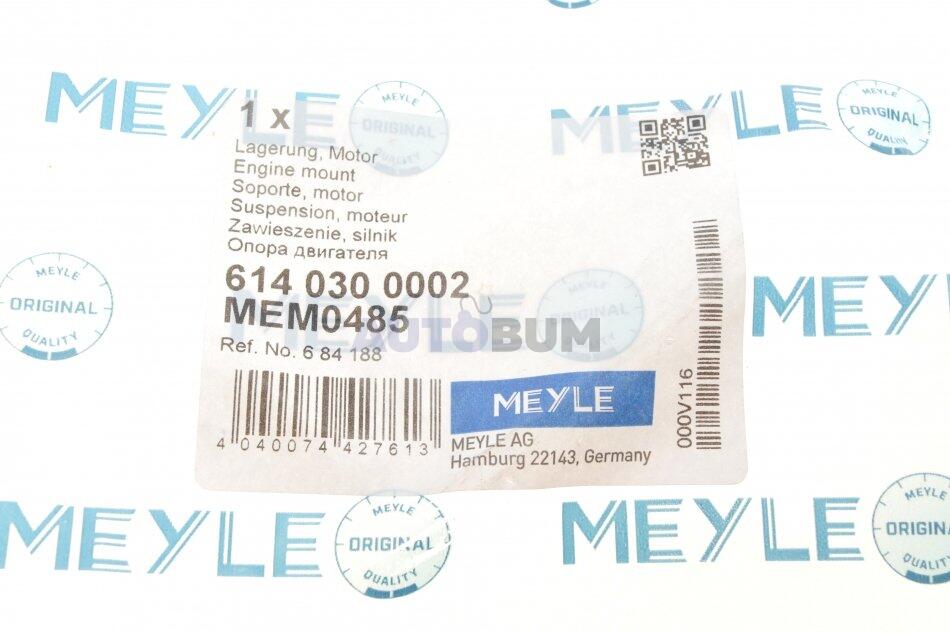 MEYLE
MEYLE
ORIGINAL
MEYLE
MEYLE
ORIGINAL
QUALITY
1 x
Lagerung, Motor
Engine mount
Soporte, motor
Suspension, moteur
Zawieszenie, silnik
Опора двигателя
614 030 0002
MEM0485
AUTOBUM
Ref. No. 6 84 188
4 040074 427613
MEYLE
MEYLE AG
Hamburg 22143, Germany
000V116
MEYLE
ORIGINAL
QUALITY
MEYLE
MEYLE
MEYLE
ORIGINAL
QUALITY
MEYLE
MEYLE
ORIGINAL
QUALITY